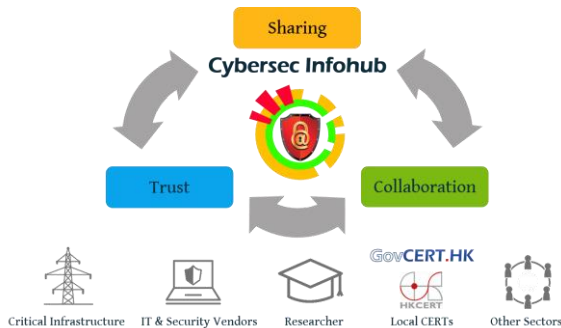 Sharing
Cybersec Infohub
@
Trust
Collaboration
GovCERT.HK
HKCERT
Critical Infrastructure
IT & Security Vendors
Researcher
Local CERTs
Other Sectors